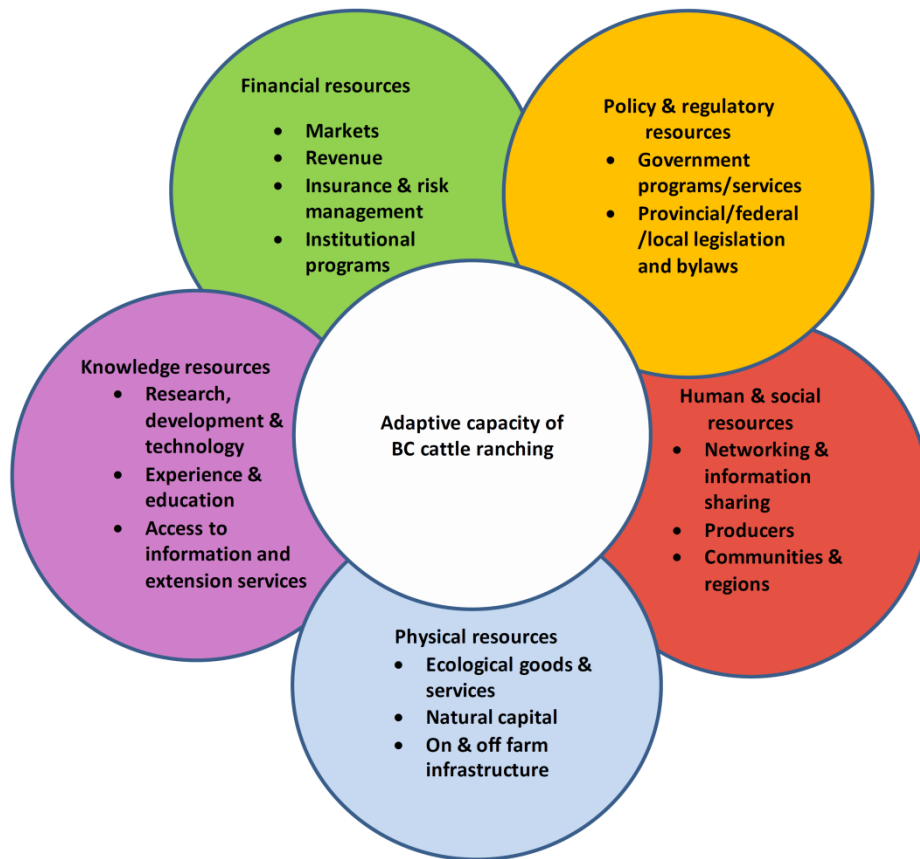 Financial resources
• Markets
• Revenue
• Insurance & risk
management
• Institutional
programs
Policy & regulatory
resources
• Government
programs/services
• Provincial/federal
/local legislation
and bylaws
Knowledge resources
• Research,
development &
technology
• Experience &
education
• Access to
information and
extension services
Adaptive capacity of
BC cattle ranching
Human & social
resources
• Networking &
information
sharing
• Producers
• Communities &
regions
Physical resources
• Ecological goods &
services
• Natural capital
• On & off farm
infrastructure